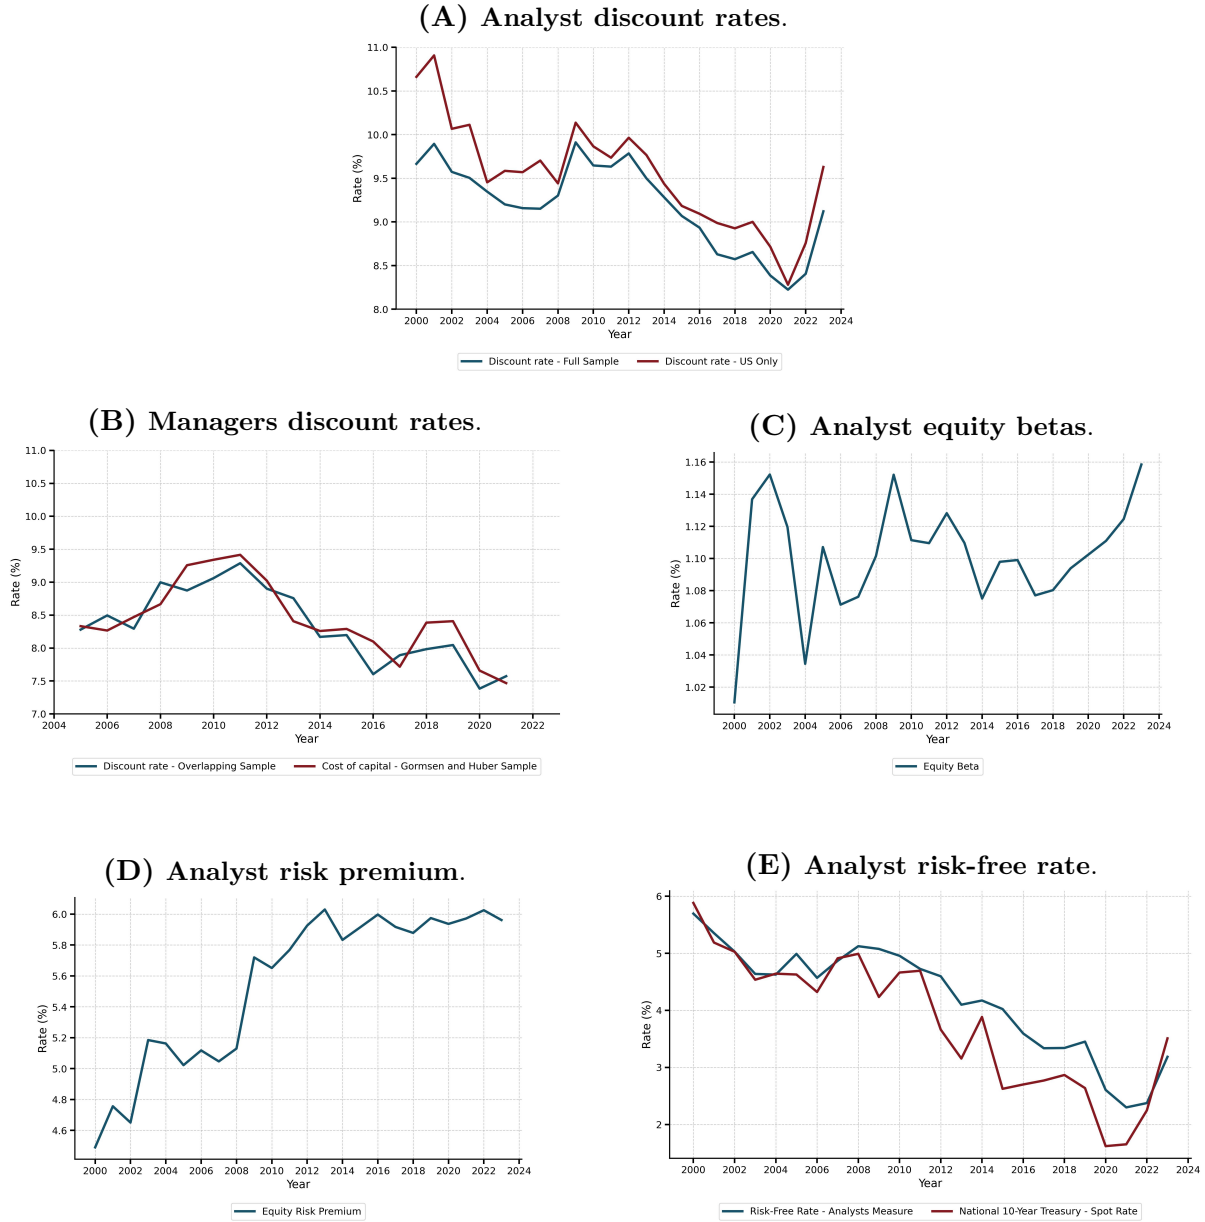 (A) Analyst discount rates.
11.0
10.5
10.0
9.5
9.0
8.5
8.0
Rate (%)
2000 2002 2004 2006 2008 2010 2012 2014 2016 2018 2020 2022 2024
Year
Discount rate - Full Sample Discount rate - US Only
(B) Managers discount rates.
11.0
10.5
10.0
9.5
9.0
8.5
8.0
7.5
7.0
Rate (%)
2004 2006 2008 2010 2012 2014 2016 2018 2020 2022
Year
Discount rate - Overlapping Sample Cost of capital - Gormsen and Huber Sample
(C) Analyst equity betas.
1.16
1.14
1.12
1.10
1.08
1.06
1.04
1.02
Rate (%)
2000 2002 2004 2006 2008 2010 2012 2014 2016 2018 2020 2022 2024
Year
Equity Beta
(D) Analyst risk premium.
6.0
5.8
5.6
5.4
5.2
5.0
4.8
4.6
Rate (%)
2000 2002 2004 2006 2008 2010 2012 2014 2016 2018 2020 2022 2024
Year
Equity Risk Premium
(E) Analyst risk-free rate.
6
5
4
3
2
Rate (%)
2000 2002 2004 2006 2008 2010 2012 2014 2016 2018 2020 2022 2024
Year
Risk-Free Rate - Analysts Measure National 10-Year Treasury - Spot Rate